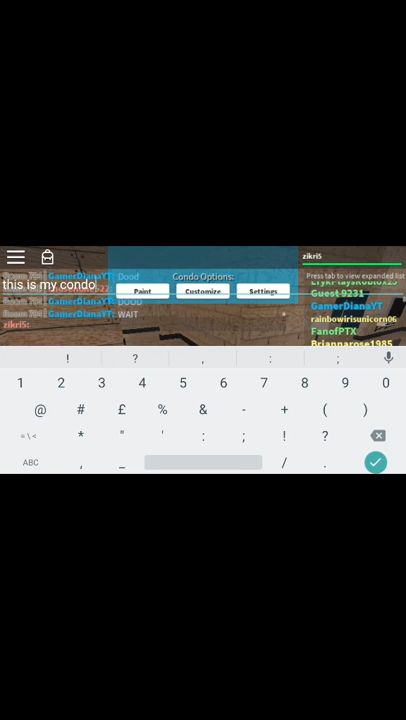 zikri5
Press tab to view expanded list
GamerDianaYT: Dood
Condo Options:
this is my condo
Guest 9231
Paint
Customize
Settings
GamerDianaYT: DOOD
GamerDianaYT
GamerDianaYT: WAIT
rainbowirisunicorn06
zikri5:
FanofPTX
Briannarose1985
! ? , : ;
1 2 3 4 5 6 7 8 9 0
@ # £ % & - + ( )
= \ < * " ' : ; ! ?
ABC , _ / .